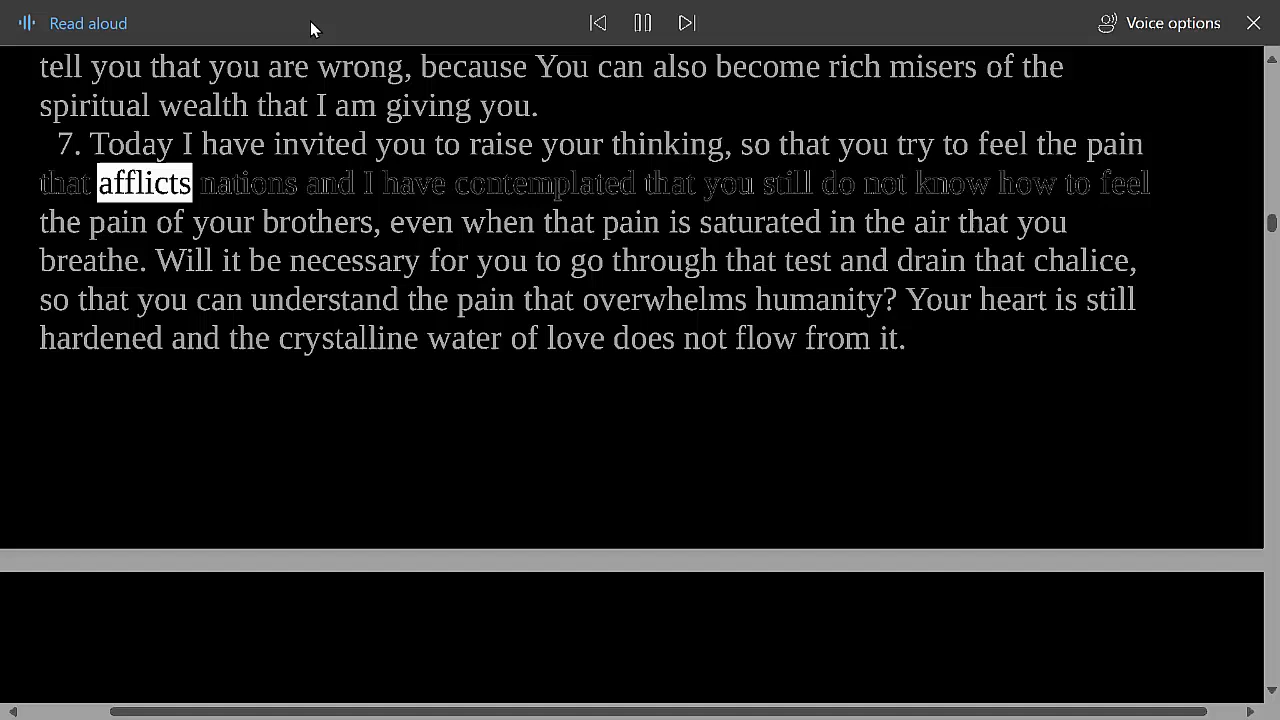 Read aloud
Voice options
tell you that you are wrong, because You can also become rich misers of the
spiritual wealth that I am giving you.
7. Today I have invited you to raise your thinking, so that you try to feel the pain
that afflicts nations and I have contemplated that you still do not know how to feel
the pain of your brothers, even when that pain is saturated in the air that you
breathe. Will it be necessary for you to go through that test and drain that chalice,
so that you can understand the pain that overwhelms humanity? Your heart is still
hardened and the crystalline water of love does not flow from it.